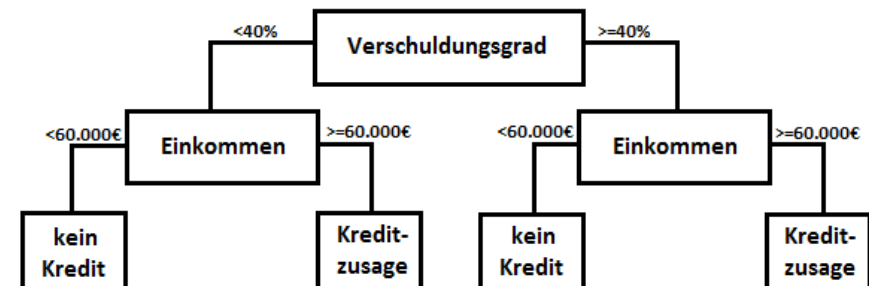 <40%
Verschuldungsgrad
>=40%
<60.000€
Einkommen
>=60.000€
<60.000€
Einkommen
>=60.000€
kein
Kredit
Kredit-
zusage
kein
Kredit
Kredit-
zusage